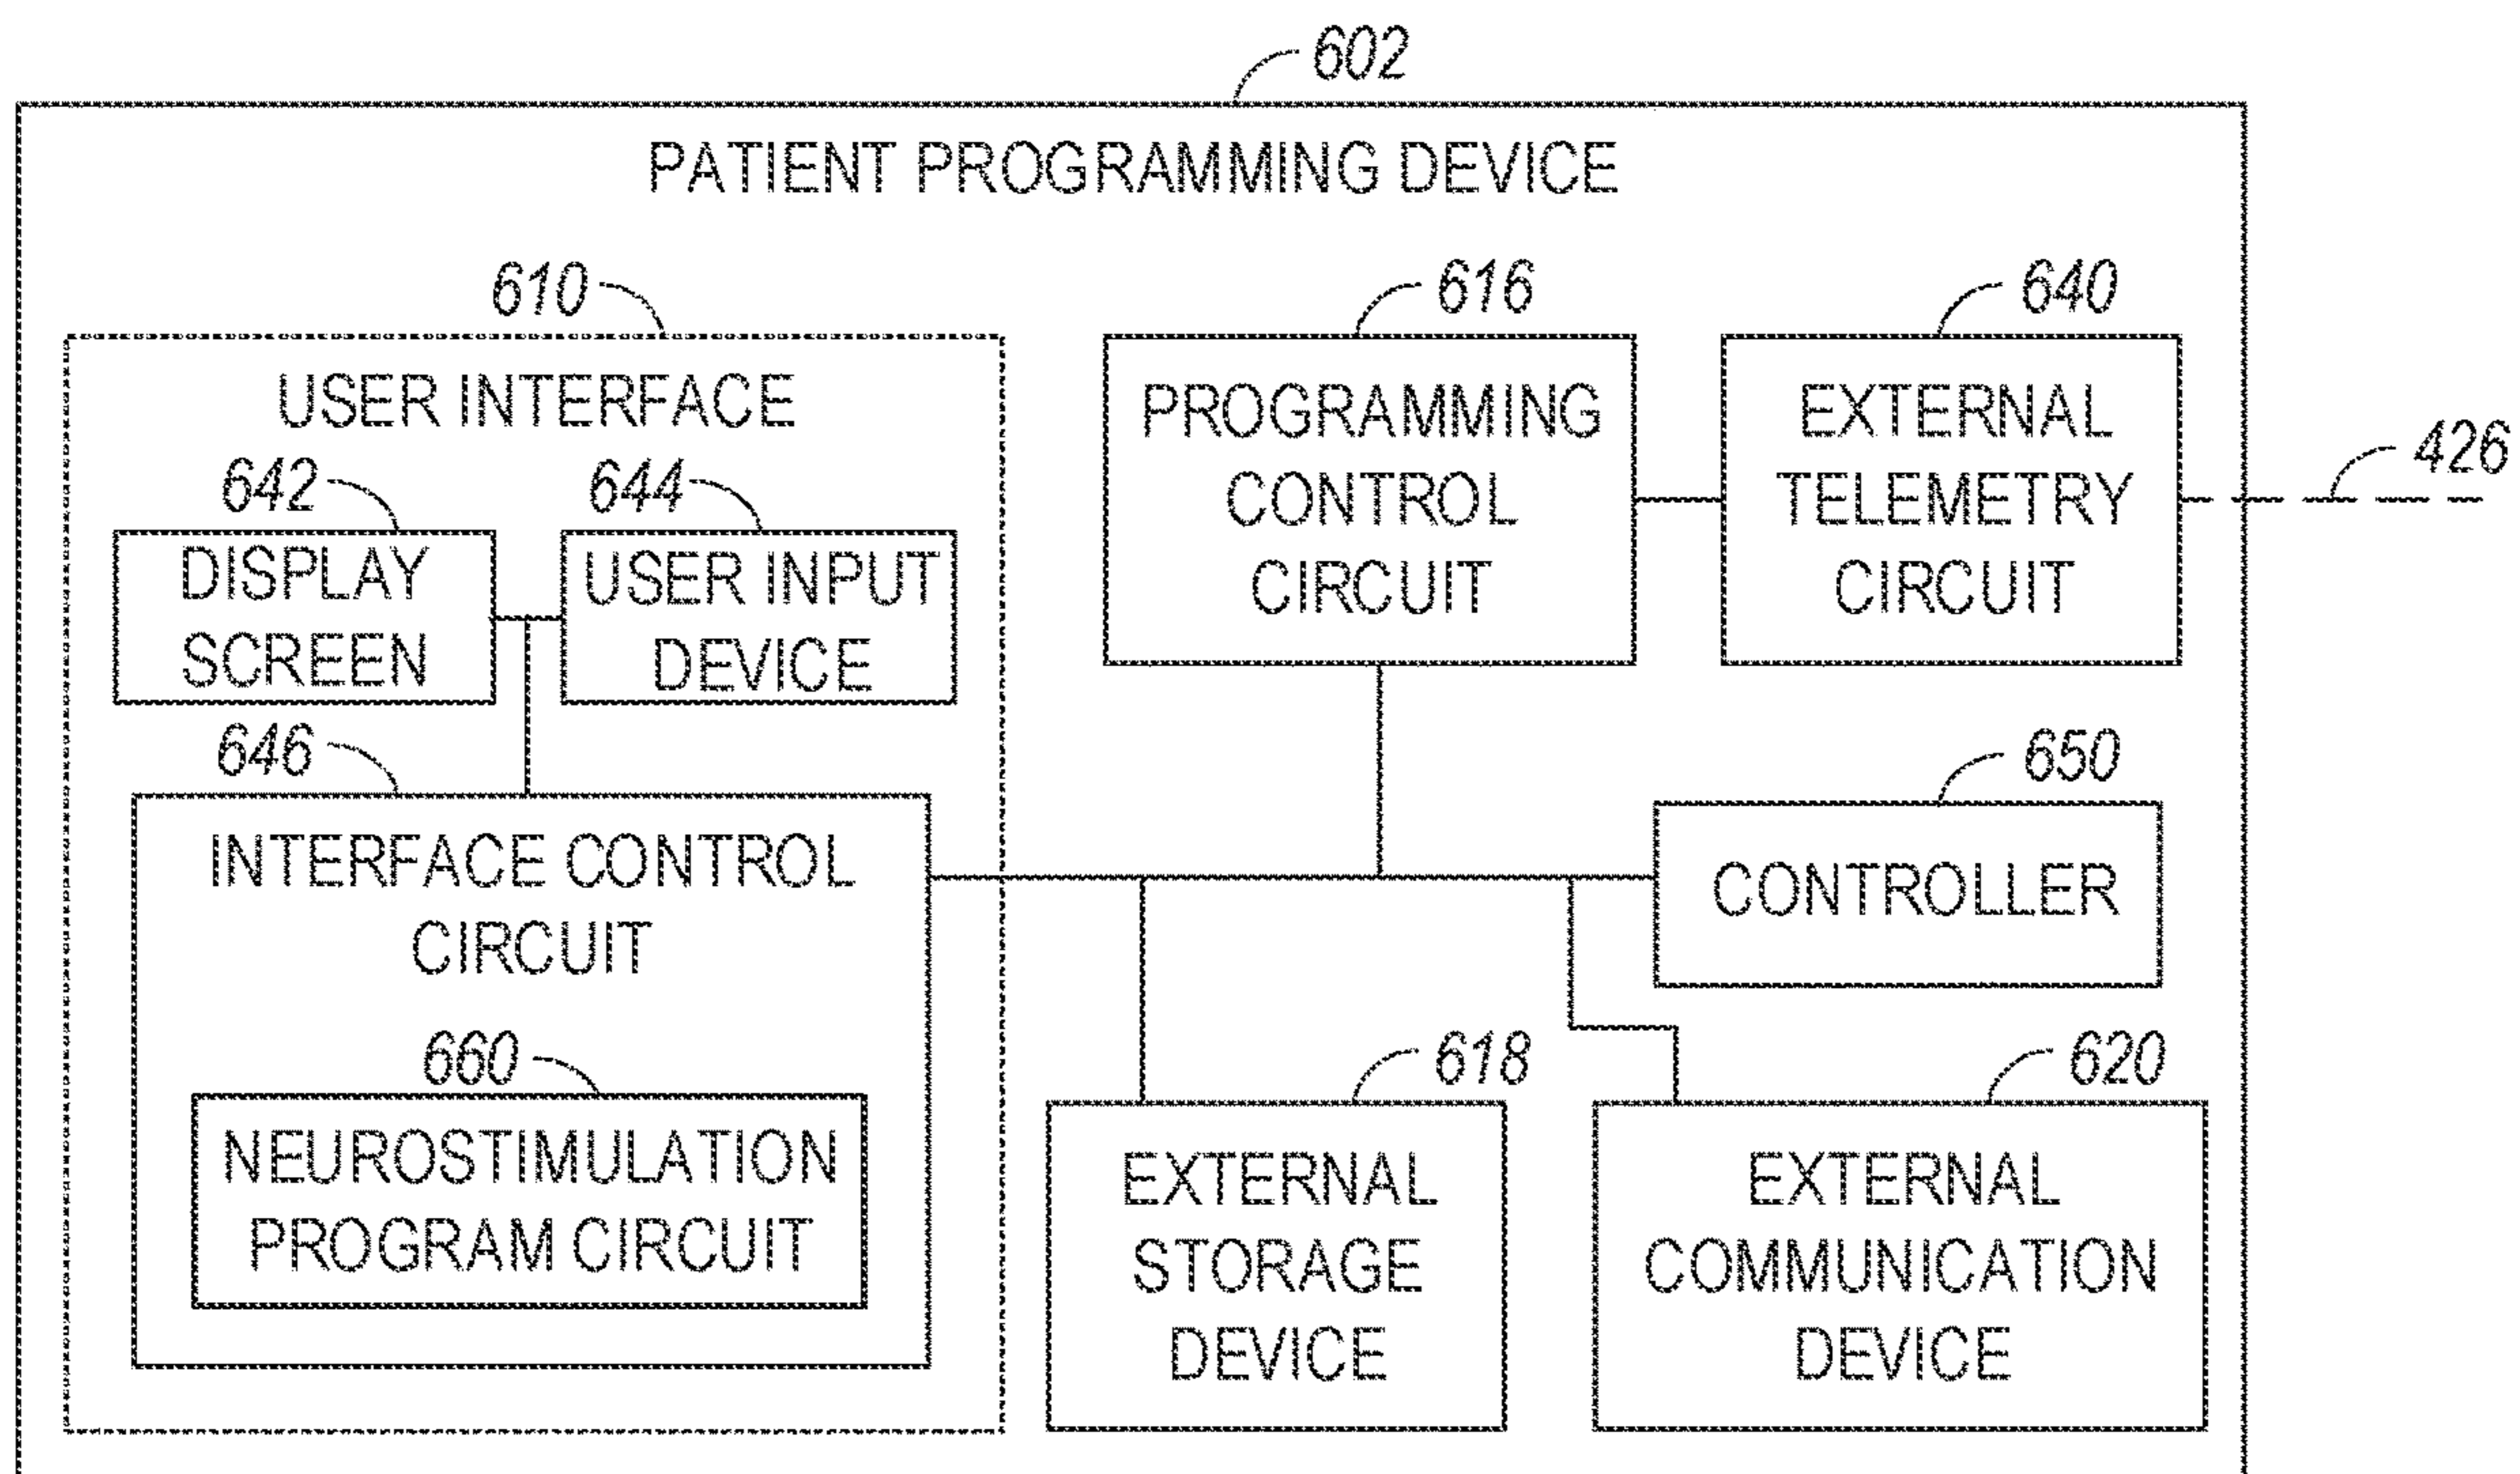 602
PATIENT PROGRAMMING DEVICE
610
USER INTERFACE
642
DISPLAY
SCREEN
644
USER INPUT
DEVICE
646
INTERFACE CONTROL
CIRCUIT
660
NEUROSTIMULATION
PROGRAM CIRCUIT
616
PROGRAMMING
CONTROL
CIRCUIT
640
EXTERNAL
TELEMETRY
CIRCUIT
426
650
CONTROLLER
618
EXTERNAL
STORAGE
DEVICE
620
EXTERNAL
COMMUNICATION
DEVICE